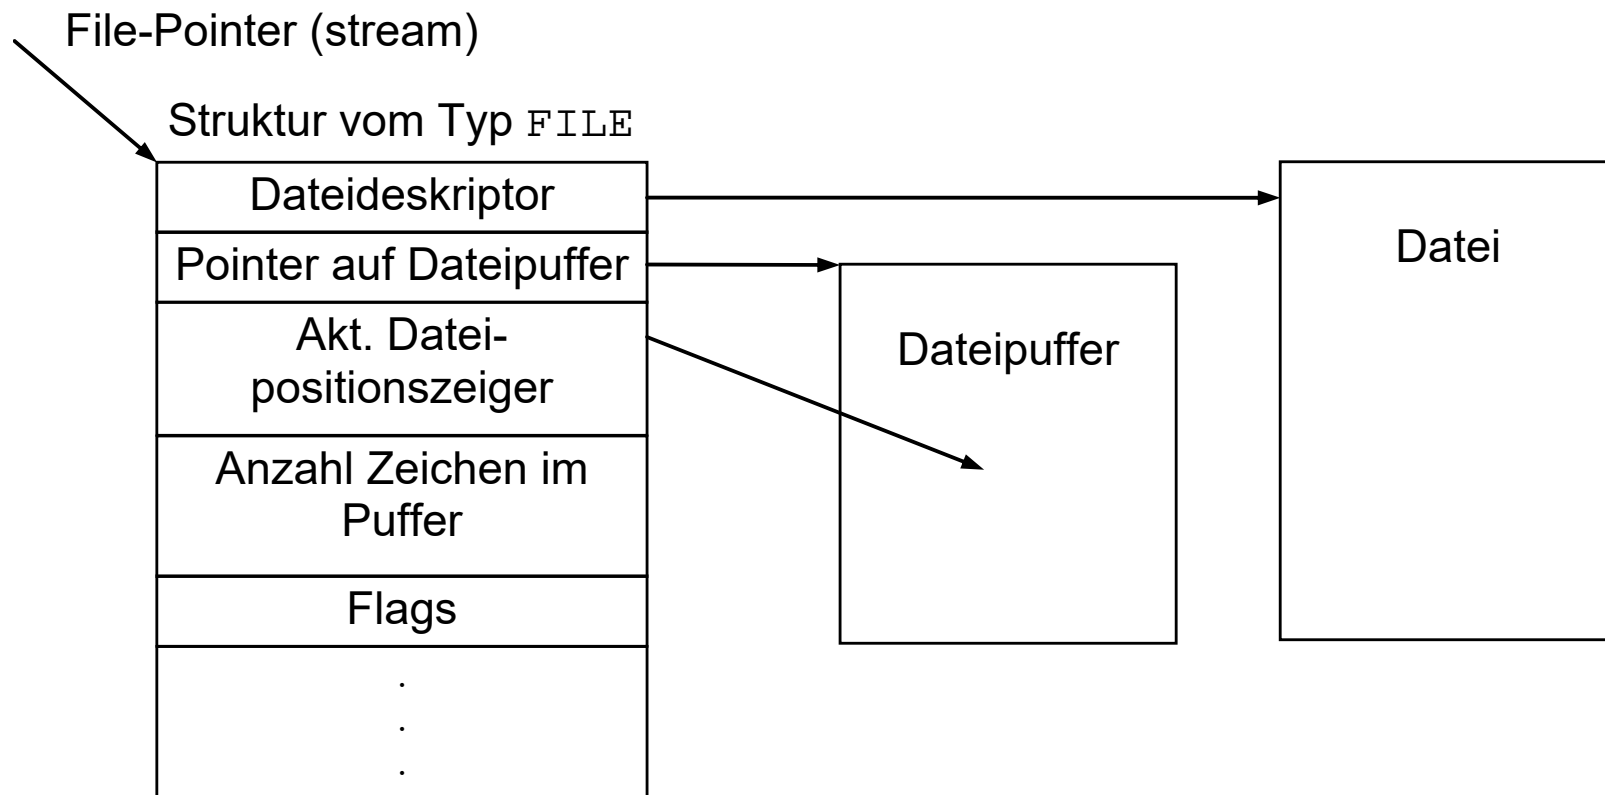 File-Pointer (stream)
Struktur vom Typ FILE
Dateideskriptor
Pointer auf Dateipuffer
Akt. Datei-
positionszeiger
Anzahl Zeichen im
Puffer
Flags
.
.
.
Dateipuffer
Datei